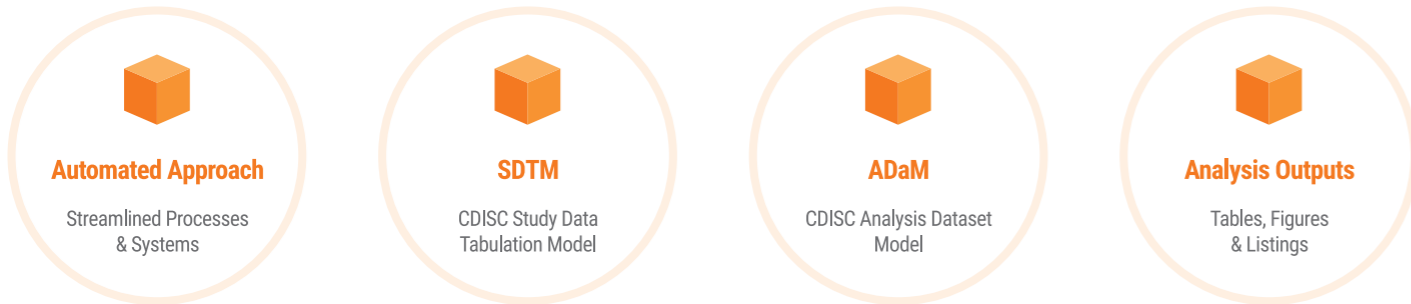 Automated Approach
Streamlined Processes
& Systems
SDTM
CDISC Study Data
Tabulation Model
ADaM
CDISC Analysis Dataset
Model
Analysis Outputs
Tables, Figures
& Listings